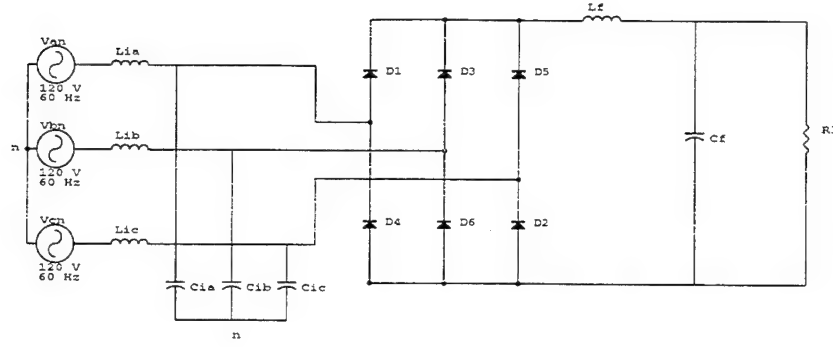 Lf
Van
Lia
D1
D3
D5
120 V
60 Hz
Vbn
Lib
n
Cf
120 V
60 Hz
Vcn
Lic
D4
D6
D2
120 V
60 Hz
Cia
Cib
Cic
n